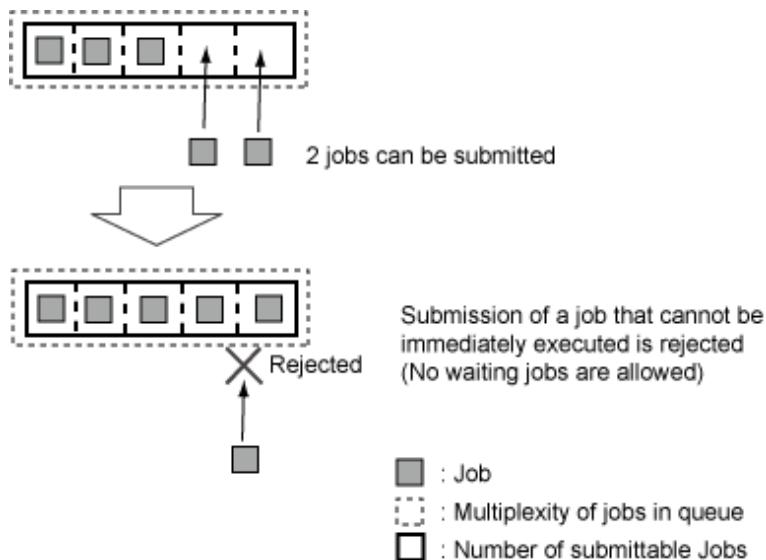 2 jobs can be submitted
Submission of a job that cannot be
immediately executed is rejected
(No waiting jobs are allowed)
Rejected
: Job
: Multiplexity of jobs in queue
: Number of submittable Jobs